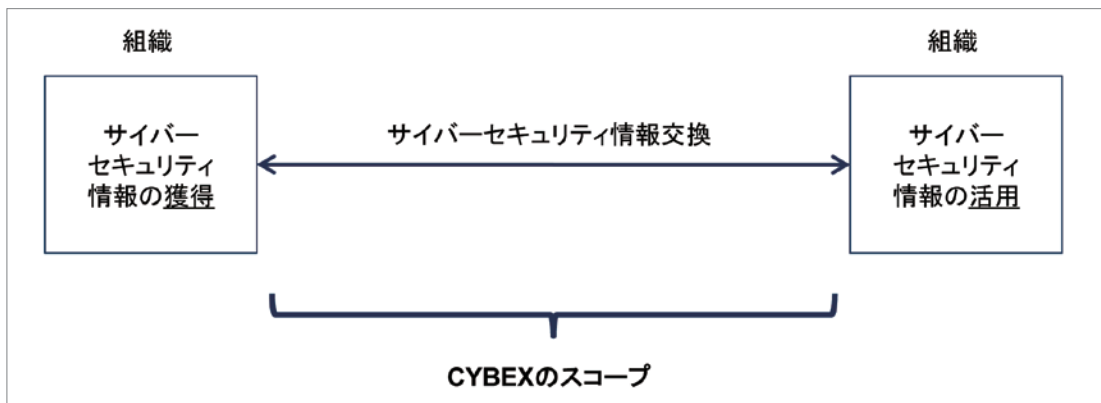 組織
組織
サイバー
セキュリティ
情報の獲得
サイバーセキュリティ情報交換
サイバー
セキュリティ
情報の活用
CYBEXのスコープ